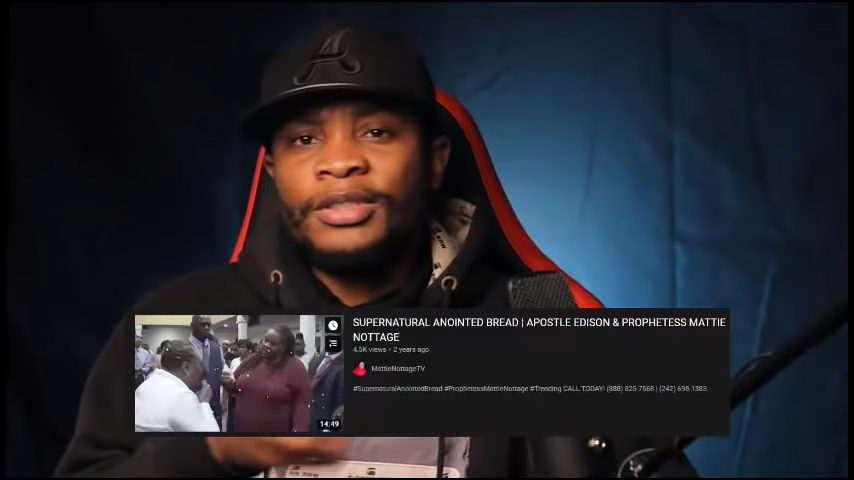 A
SUPERNATURAL ANOINTED BREAD | APOSTLE EDISON & PROPHETESS MATTIE
NOTTAGE
4.5K views • 2 years ago
MattieNottageTV
#SupernaturalAnointedBread #ProphetessMattieNottage #Trending CALL TODAY! (888) 825-7568 | (242) 698-1383.
14:49